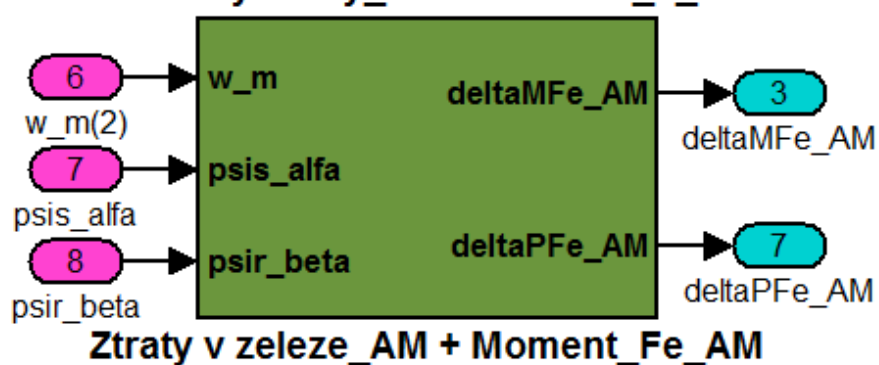 6
w_m
w_m(2)
deltaMFe_AM
3
deltaMFe_AM
7
psis_alfa
psis_alfa
8
psir_beta
psir_beta
deltaPFe_AM
7
deltaPFe_AM
Ztraty v zeleze_AM + Moment_Fe_AM